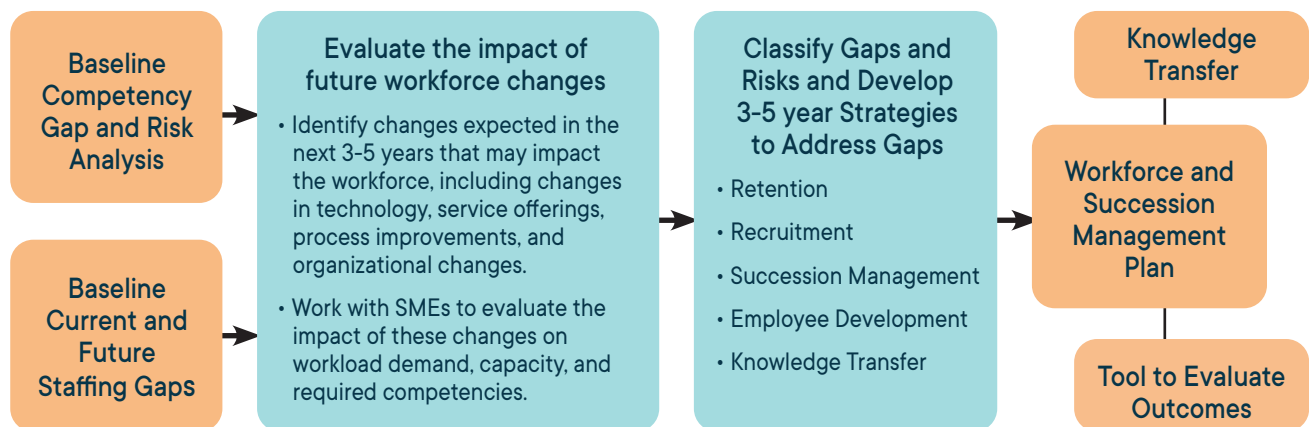 Baseline
Competency
Gap and Risk
Analysis
Baseline
Current and
Future
Staffing Gaps
Evaluate the impact of
future workforce changes
• Identify changes expected in the
next 3-5 years that may impact
the workforce, including changes
in technology, service offerings,
process improvements, and
organizational changes.
• Work with SMEs to evaluate the
impact of these changes on
workload demand, capacity, and
required competencies.
Classify Gaps and
Risks and Develop
3-5 year Strategies
to Address Gaps
• Retention
• Recruitment
• Succession Management
• Employee Development
• Knowledge Transfer
Knowledge
Transfer
Workforce and
Succession
Management
Plan
Tool to Evaluate
Outcomes